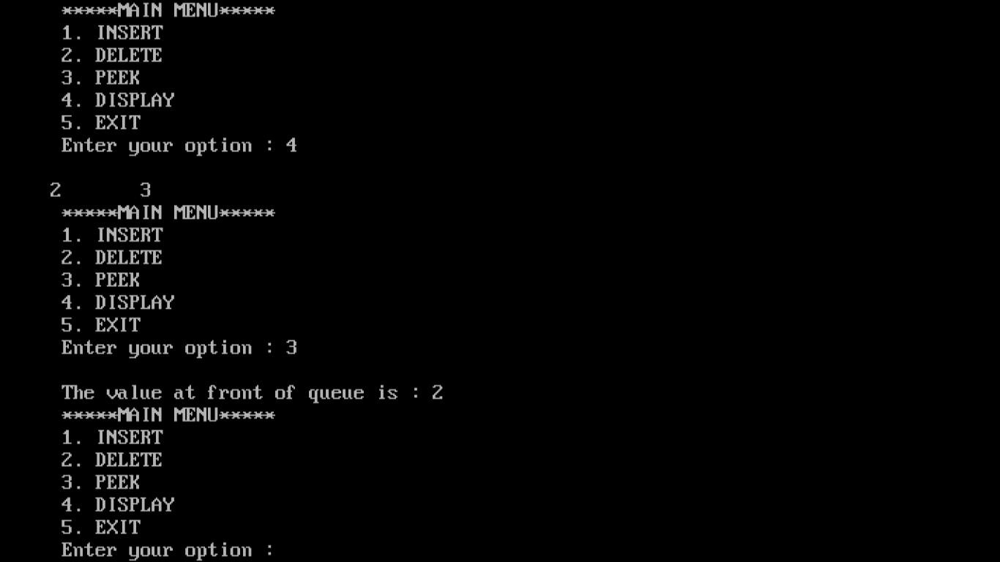 *****MAIN MENU*****
1. INSERT
2. DELETE
3. PEEK
4. DISPLAY
5. EXIT
Enter your option : 4
2 3
*****MAIN MENU*****
1. INSERT
2. DELETE
3. PEEK
4. DISPLAY
5. EXIT
Enter your option : 3
The value at front of queue is : 2
*****MAIN MENU*****
1. INSERT
2. DELETE
3. PEEK
4. DISPLAY
5. EXIT
Enter your option :